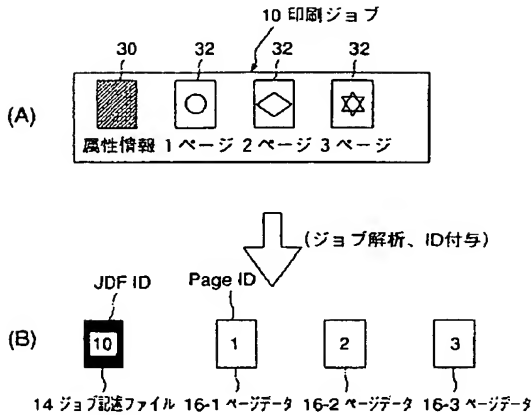 10 印刷ジョブ
30 32 32 32
(A)
属性情報 1 ページ 2 ページ 3 ページ
(ジョブ解析、ID付与)
JDF ID Page ID
(B)
10 1 2 3
14 ジョブ記述ファイル 16-1 ページデータ 16-2 ページデータ 16-3 ページデータ